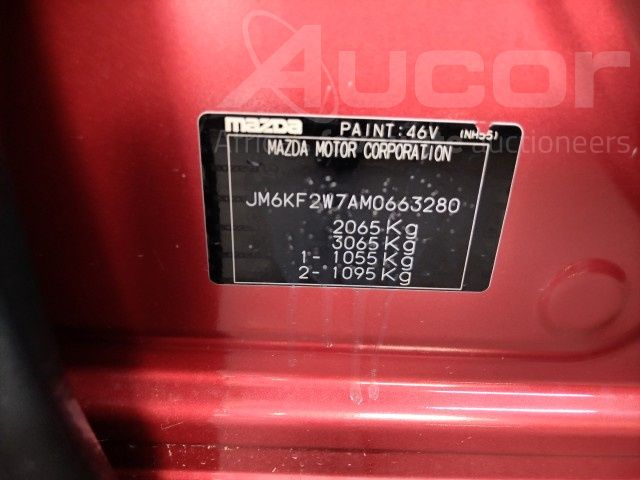 Aucor
mazda PAINT:46V (NH55)
MAZDA MOTOR CORPORATION
JM6KF2W7AM0663280
2065 Kg
3065 Kg
1- 1055 Kg
2- 1095 Kg
auctioneers